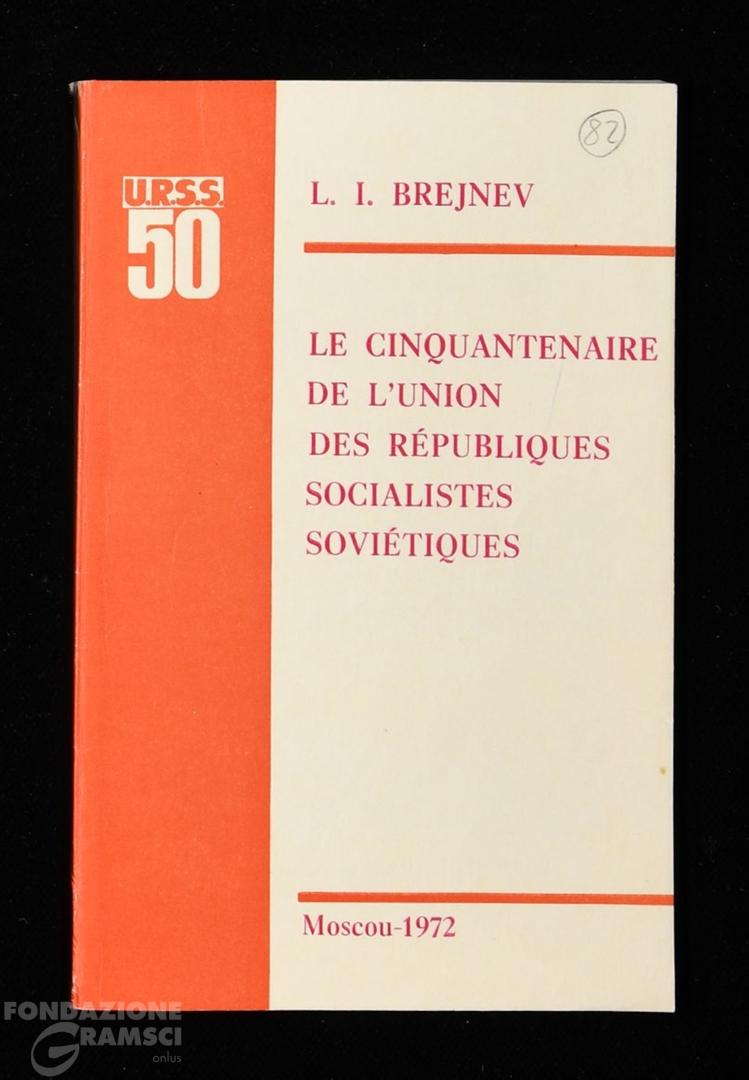 82
U.R.S.S.
50
L. I. BREJNEV
LE CINQUANTENAIRE
DE L'UNION
DES RÉPUBLIQUES
SOCIALISTES
SOVIÉTIQUES
Moscou-1972
FONDAZIONE
GRAMSCI
onlus